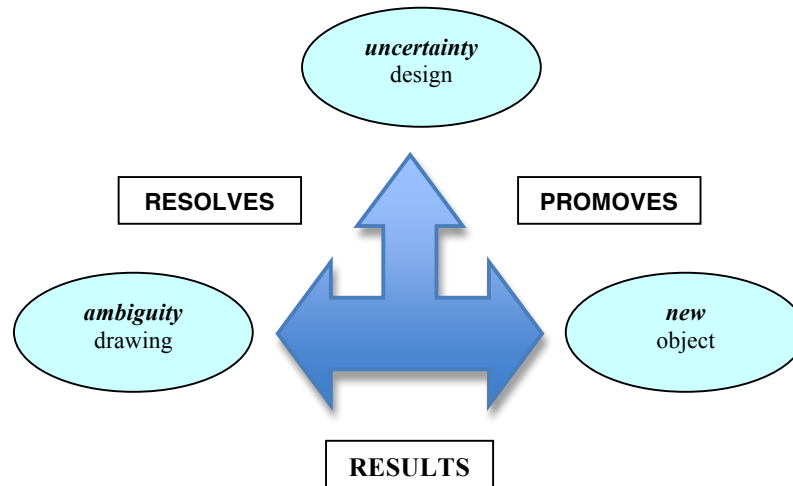 uncertainty
design
RESOLVES
PROMOVES
ambiguity
drawing
new
object
RESULTS